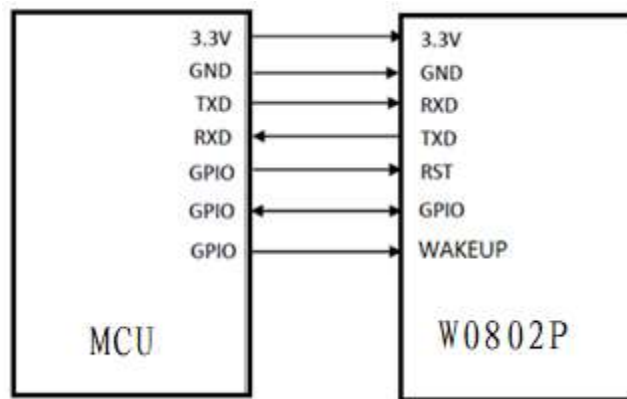 3.3V 3.3V
GND GND
TXD RXD
RXD TXD
GPIO RST
GPIO GPIO
GPIO WAKEUP
MCU W0802P